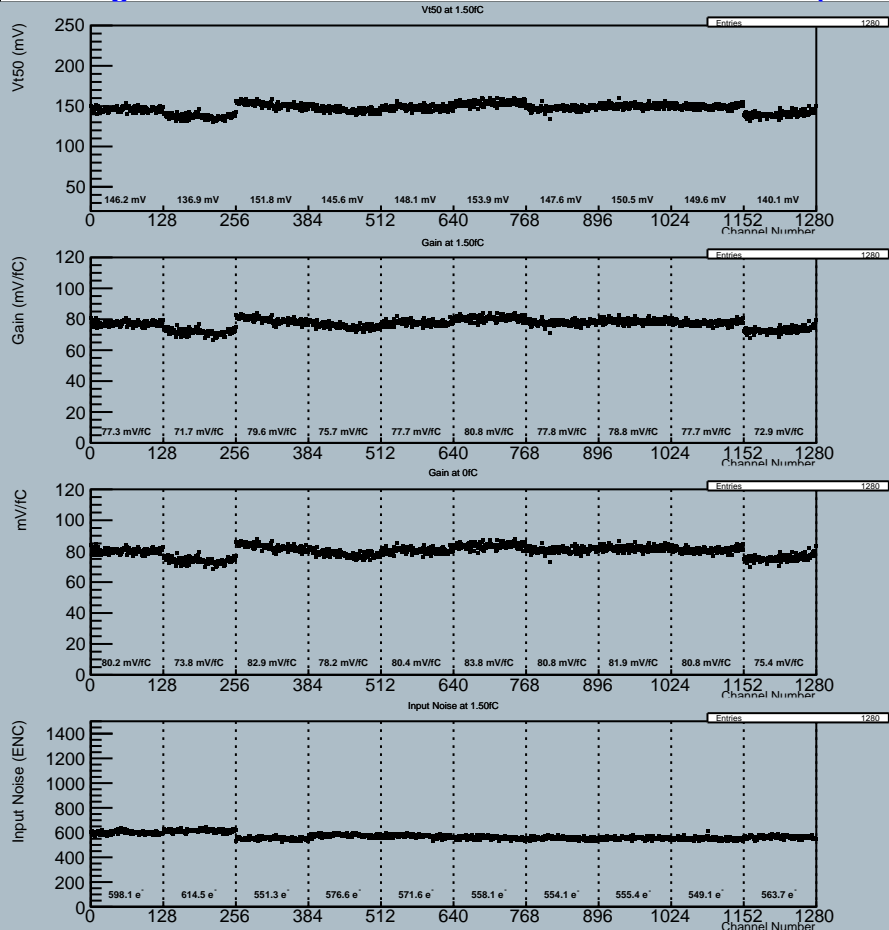 Vt50 at 1.50fC
Entries 1280
Vt50 (mV)
250
200
150
100
50
146.2 mV 136.9 mV 151.8 mV 145.6 mV 148.1 mV 153.9 mV 147.6 mV 150.5 mV 149.6 mV 140.1 mV
0 128 256 384 512 640 768 896 1024 1152 1280
Channel Number
Gain at 1.50fC
Entries 1280
Gain (mV/fC)
120
100
80
60
40
20
0
77.3 mV/fC 71.7 mV/fC 79.6 mV/fC 75.7 mV/fC 77.7 mV/fC 80.8 mV/fC 77.8 mV/fC 78.8 mV/fC 77.7 mV/fC 72.9 mV/fC
0 128 256 384 512 640 768 896 1024 1152 1280
Channel Number
Gain at 0fC
Entries 1280
mV/fC
120
100
80
60
40
20
0
80.2 mV/fC 73.8 mV/fC 82.9 mV/fC 78.2 mV/fC 80.4 mV/fC 83.8 mV/fC 80.8 mV/fC 81.9 mV/fC 80.8 mV/fC 75.4 mV/fC
0 128 256 384 512 640 768 896 1024 1152 1280
Channel Number
Input Noise at 1.50fC
Entries 1280
Input Noise (ENC)
1400
1200
1000
800
600
400
200
0
598.1 e⁻ 614.5 e⁻ 551.3 e⁻ 576.6 e⁻ 571.6 e⁻ 558.1 e⁻ 554.1 e⁻ 555.4 e⁻ 549.1 e⁻ 563.7 e⁻
0 128 256 384 512 640 768 896 1024 1152 1280
Channel Number